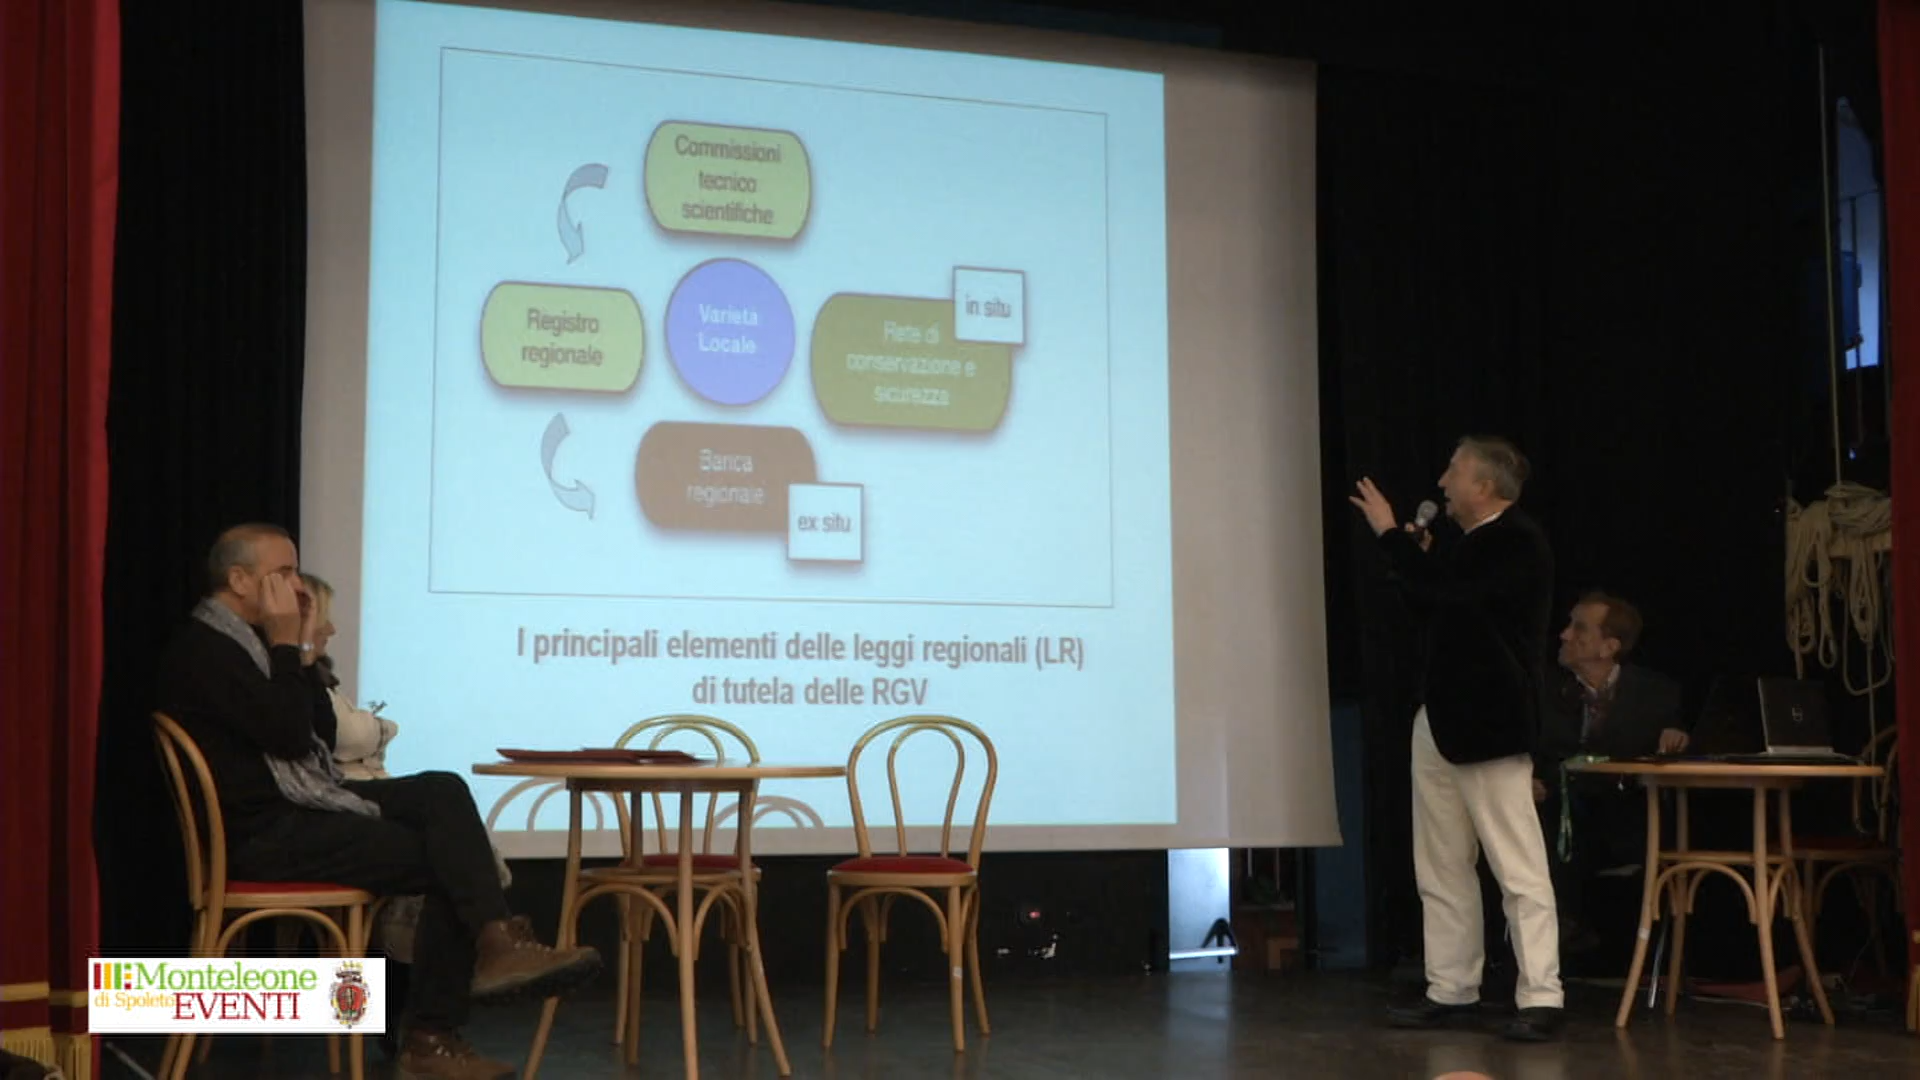 Commissioni
tecnico
scientifiche
Registro
regionale
Varietà
Locale
Rete di
conservazione e
sicurezza
in situ
Banca
regionale
ex situ
I principali elementi delle leggi regionali (LR)
di tutela delle RGV
Monteleone
di Spoleto
EVENTI